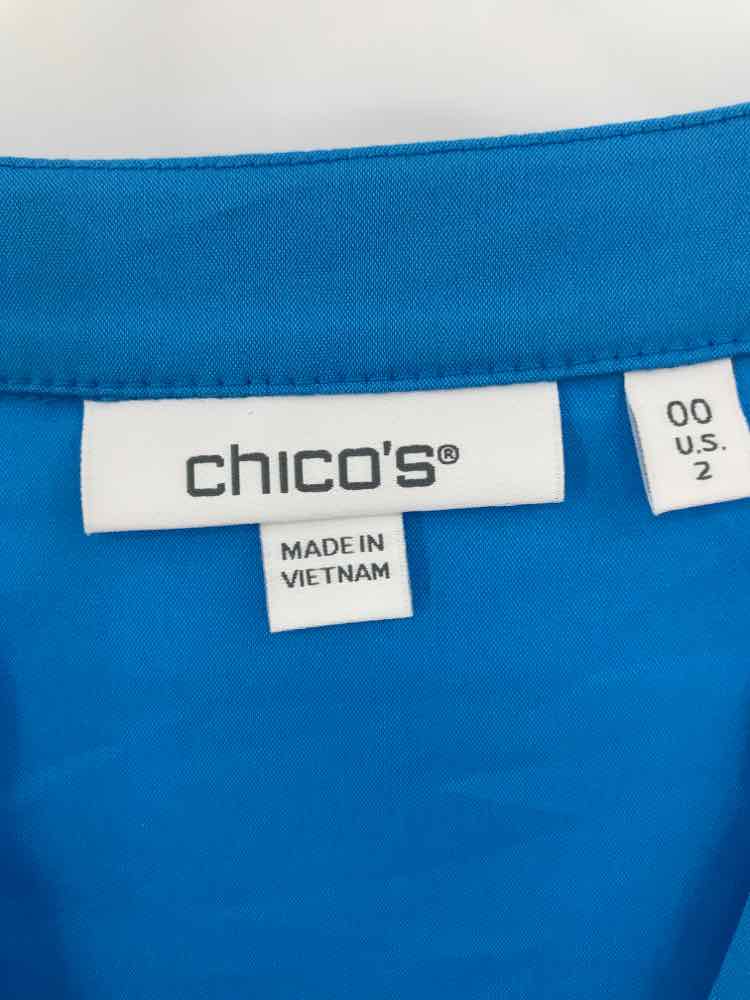 chico's®
MADE IN
VIETNAM
00
U.S.
2